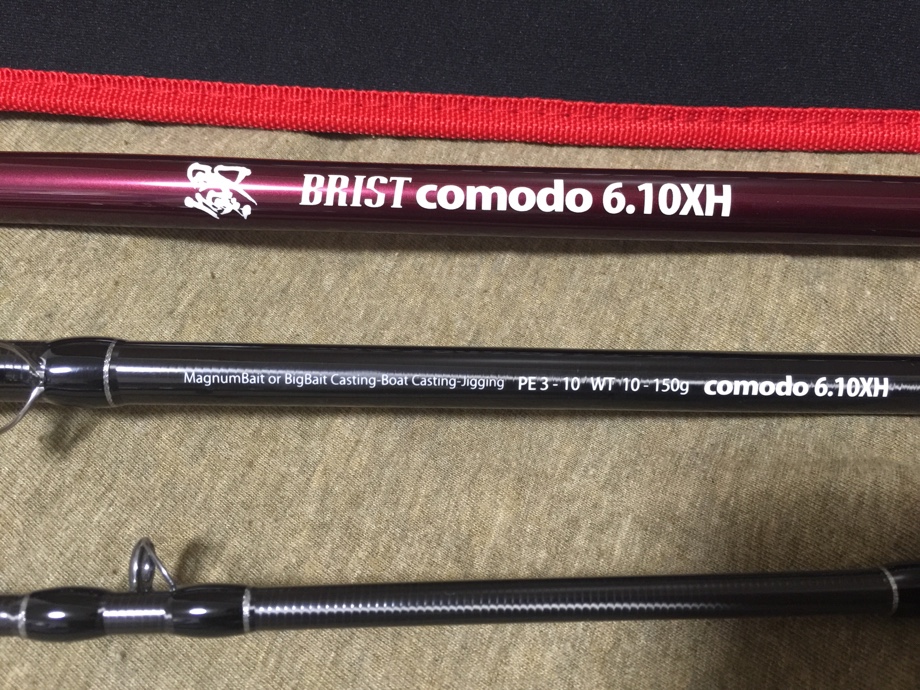 BRIST comodo 6.10XH
MagnumBait or BigBait Casting-Boat Casting-Jigging PE 3 - 10 WT 10 - 150g comodo 6.10XH